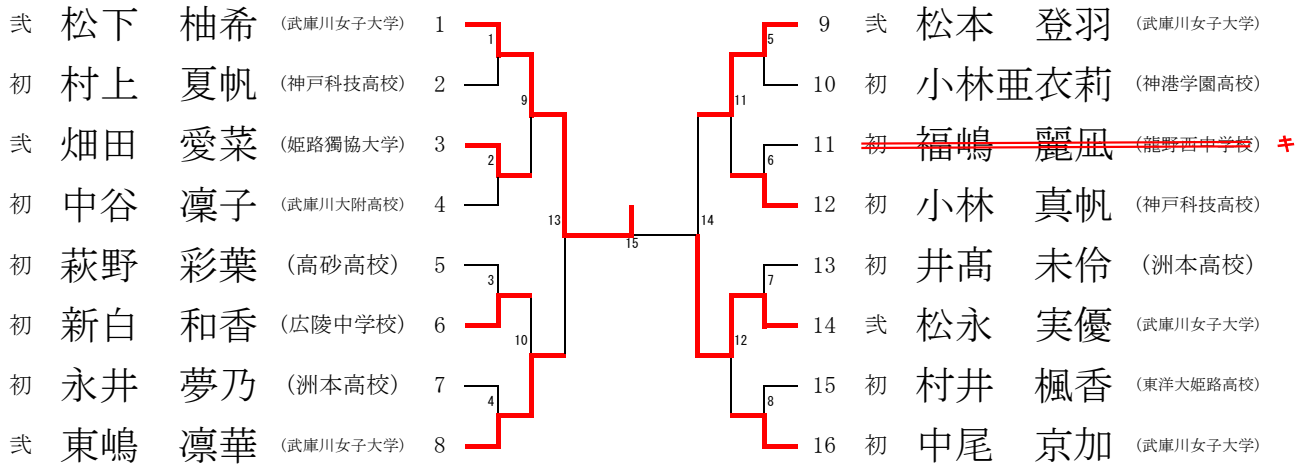 弐 松下 柚希 (武庫川女子大学) 1
初 村上 夏帆 (神戸科技高校) 2
弐 畑田 愛菜 (姫路獨協大学) 3
初 中谷 凜子 (武庫川大附高校) 4
初 萩野 彩葉 (高砂高校) 5
初 新白 和香 (広陵中学校) 6
初 永井 夢乃 (洲本高校) 7
弐 東嶋 凛華 (武庫川女子大学) 8
1
2
3
4
9
10
13
15
14
11
12
5
6
7
8
9 弐 松本 登羽 (武庫川女子大学)
10 初 小林亜衣莉 (神港学園高校)
11 初 福嶋 麗凪 (龍野西中学校) キ
12 初 小林 真帆 (神戸科技高校)
13 初 井髙 未伶 (洲本高校)
14 弐 松永 実優 (武庫川女子大学)
15 初 村井 楓香 (東洋大姫路高校)
16 初 中尾 京加 (武庫川女子大学)